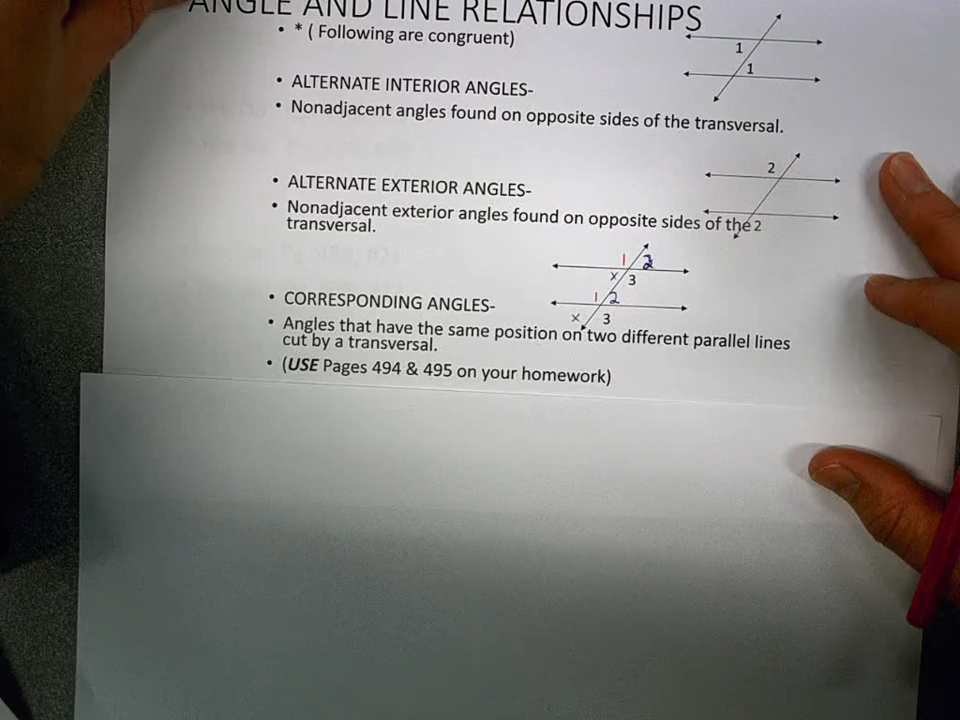 ANGLE AND LINE RELATIONSHIPS
• * ( Following are congruent)
1
• ALTERNATE INTERIOR ANGLES-
1
• Nonadjacent angles found on opposite sides of the transversal.
2
• ALTERNATE EXTERIOR ANGLES-
• Nonadjacent exterior angles found on opposite sides of the 2
transversal.
1 2
x 3
• CORRESPONDING ANGLES-
1 2
x 3
• Angles that have the same position on two different parallel lines
cut by a transversal.
• (USE Pages 494 & 495 on your homework)